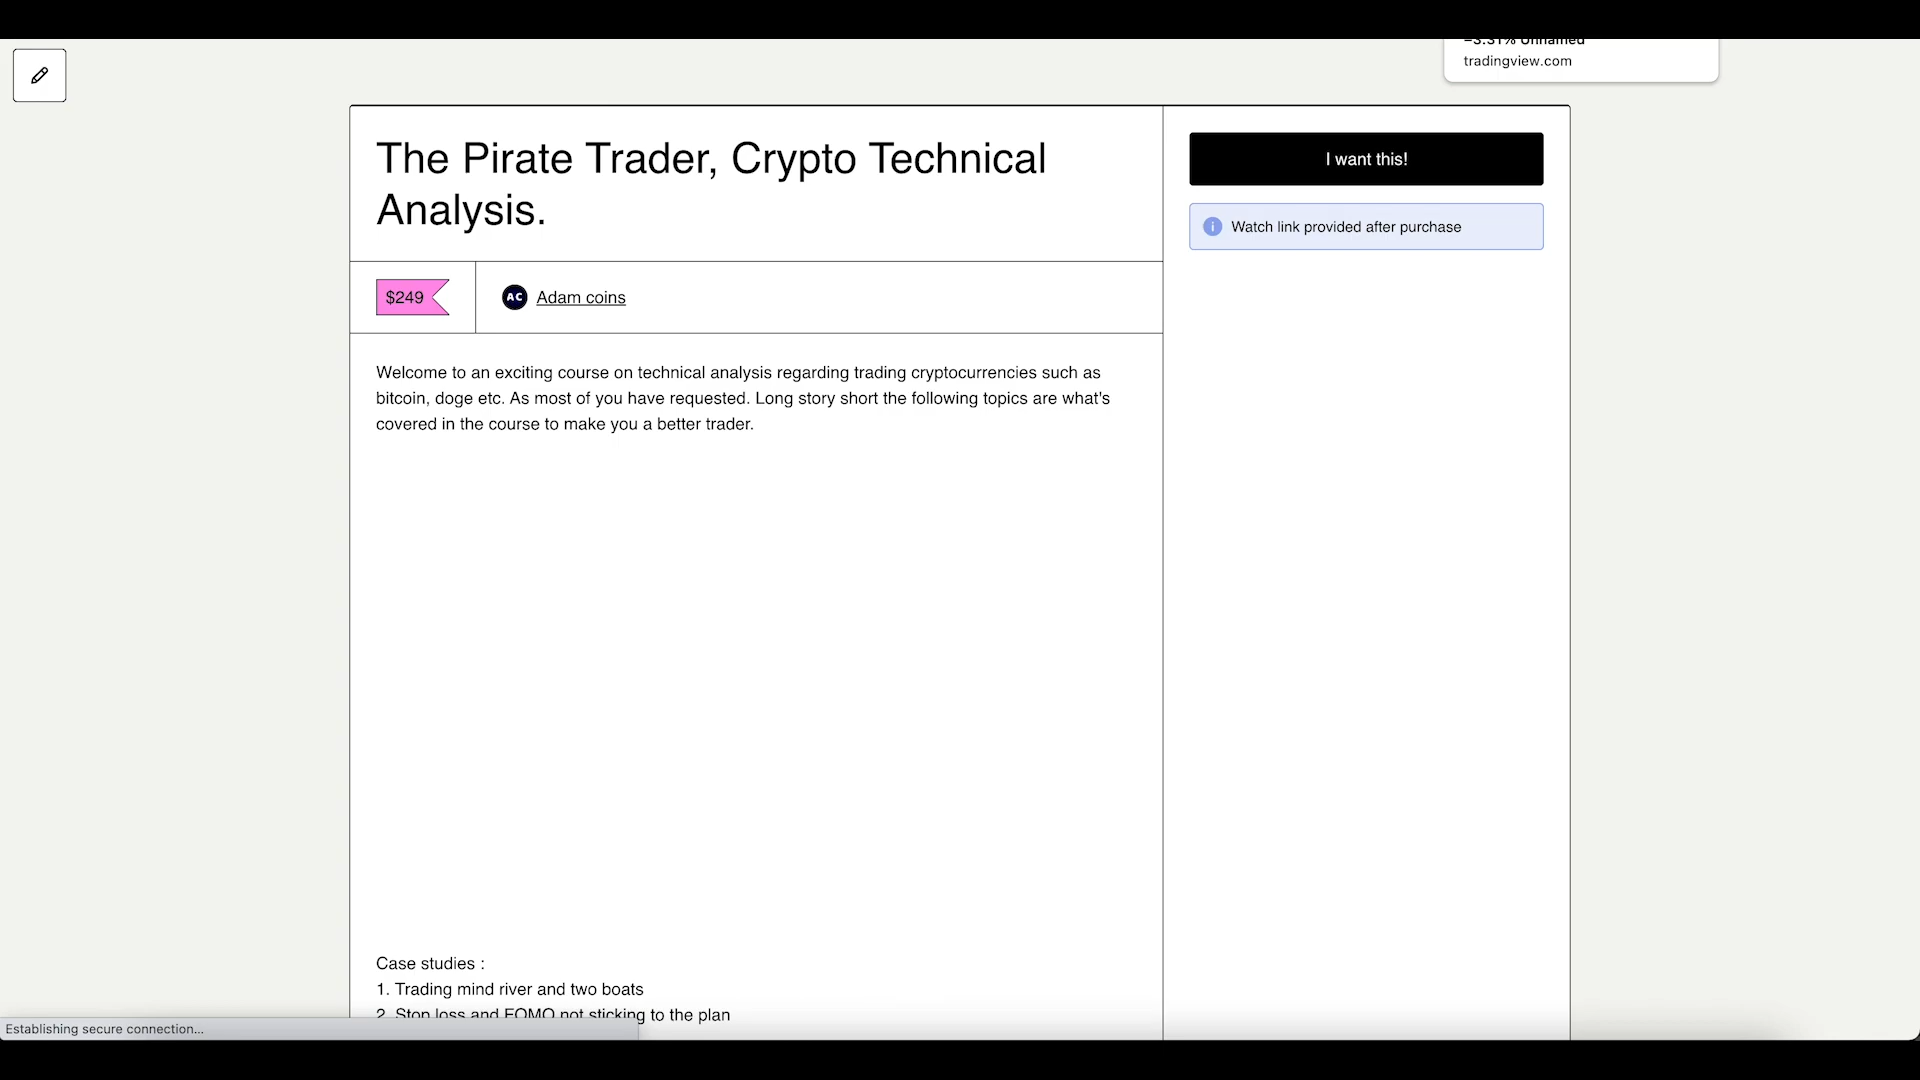 −3.31% Unnamed
tradingview.com
The Pirate Trader, Crypto Technical
Analysis.
I want this!
Watch link provided after purchase
$249
AC
Adam coins
Welcome to an exciting course on technical analysis regarding trading cryptocurrencies such as
bitcoin, doge etc. As most of you have requested. Long story short the following topics are what's
covered in the course to make you a better trader.
Case studies :
1. Trading mind river and two boats
2. Stop loss and FOMO not sticking to the plan
Establishing secure connection...